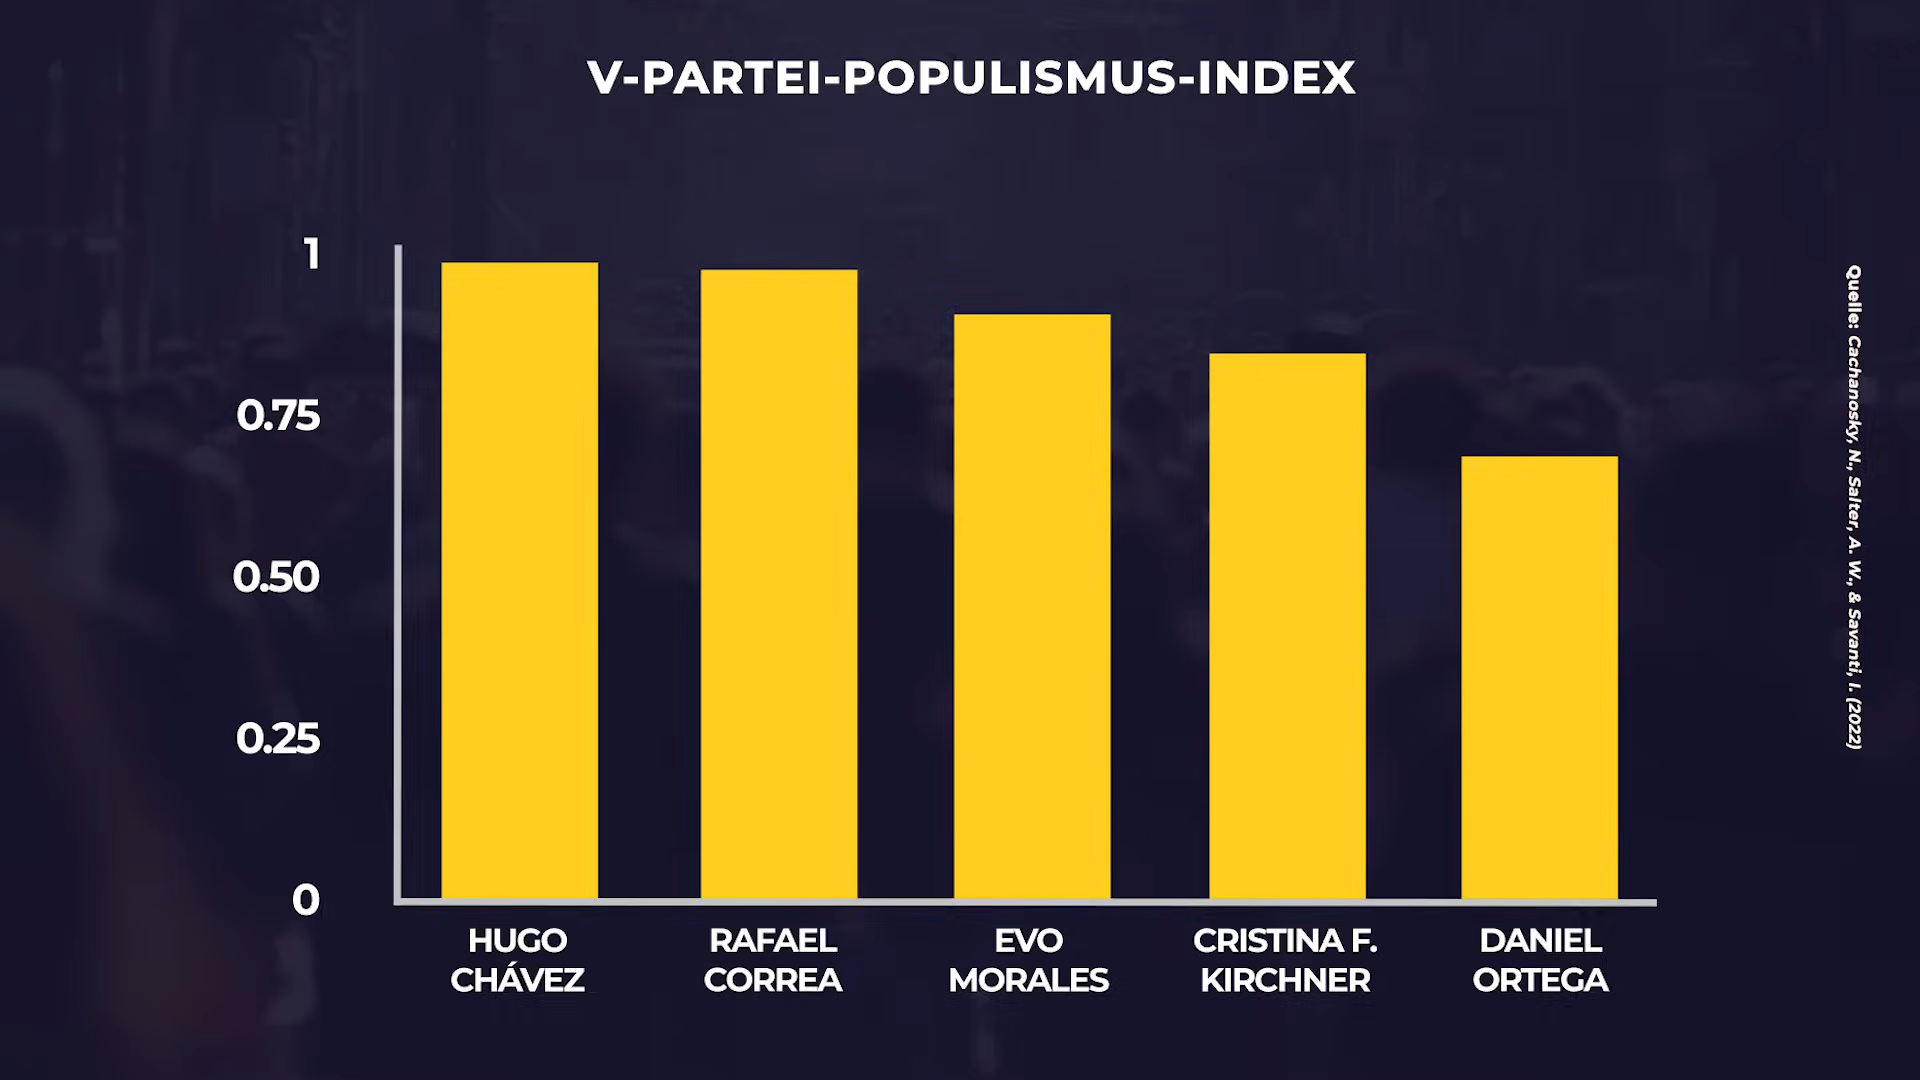 V-PARTEI-POPULISMUS-INDEX
1
0.75
0.50
0.25
0
HUGO
CHÁVEZ
RAFAEL
CORREA
EVO
MORALES
CRISTINA F.
KIRCHNER
DANIEL
ORTEGA
Quelle: Cachanosky, N., Salter, A. W., & Savanti, I. (2022)